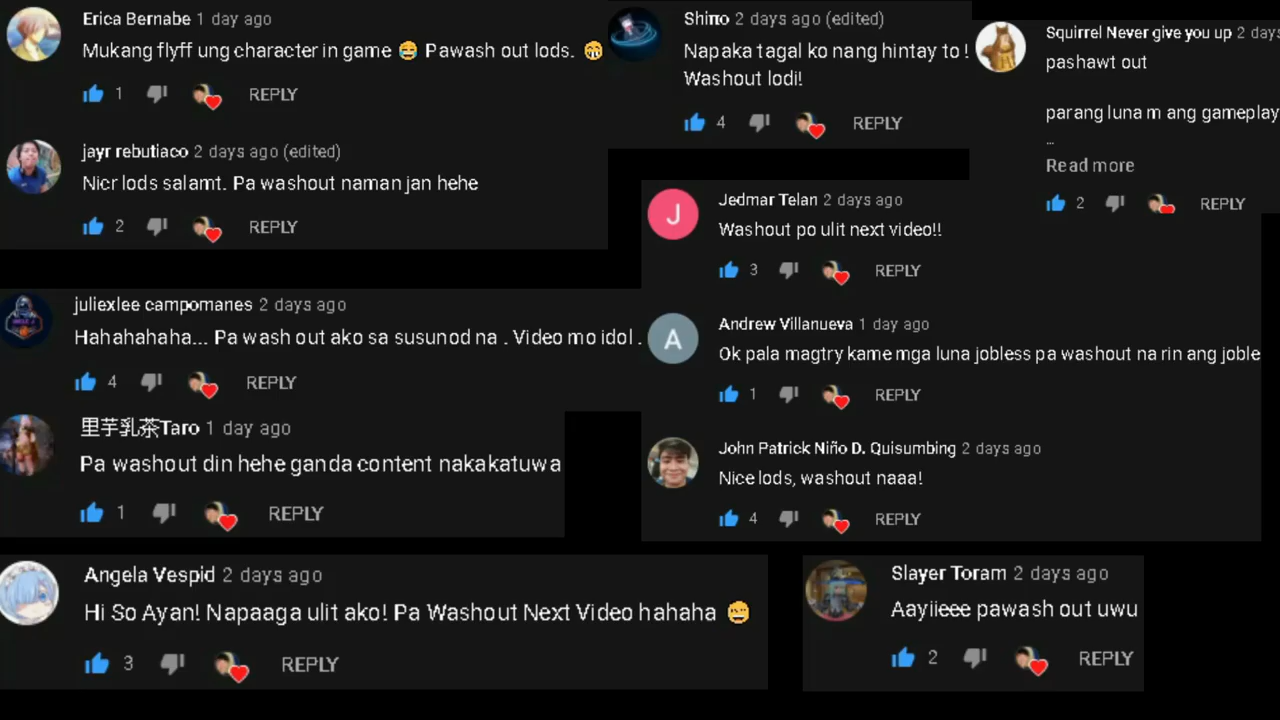 Erica Bernabe 1 day ago
Mukang flyff ung character in game 😂 Pawash out lods. 😁
1 REPLY
jayr rebutiaco 2 days ago (edited)
Nicr lods salamt. Pa washout naman jan hehe
2 REPLY
juliexlee campomanes 2 days ago
Hahahahaha... Pa wash out ako sa susunod na . Video mo idol .
4 REPLY
里芋乳茶Taro 1 day ago
Pa washout din hehe ganda content nakakatuwa
1 REPLY
Angela Vespid 2 days ago
Hi So Ayan! Napaaga ulit ako! Pa Washout Next Video hahaha 😅
3 REPLY
Shino 2 days ago (edited)
Napaka tagal ko nang hintay to !
Washout lodi!
4 REPLY
Squirrel Never give you up 2 days
pashawt out
parang luna m ang gameplay
...
Read more
2 REPLY
J
Jedmar Telan 2 days ago
Washout po ulit next video!!
3 REPLY
A
Andrew Villanueva 1 day ago
Ok pala magtry kame mga luna jobless pa washout na rin ang joble
1 REPLY
John Patrick Niño D. Quisumbing 2 days ago
Nice lods, washout naaa!
4 REPLY
Slayer Toram 2 days ago
Aayiieee pawash out uwu
2 REPLY